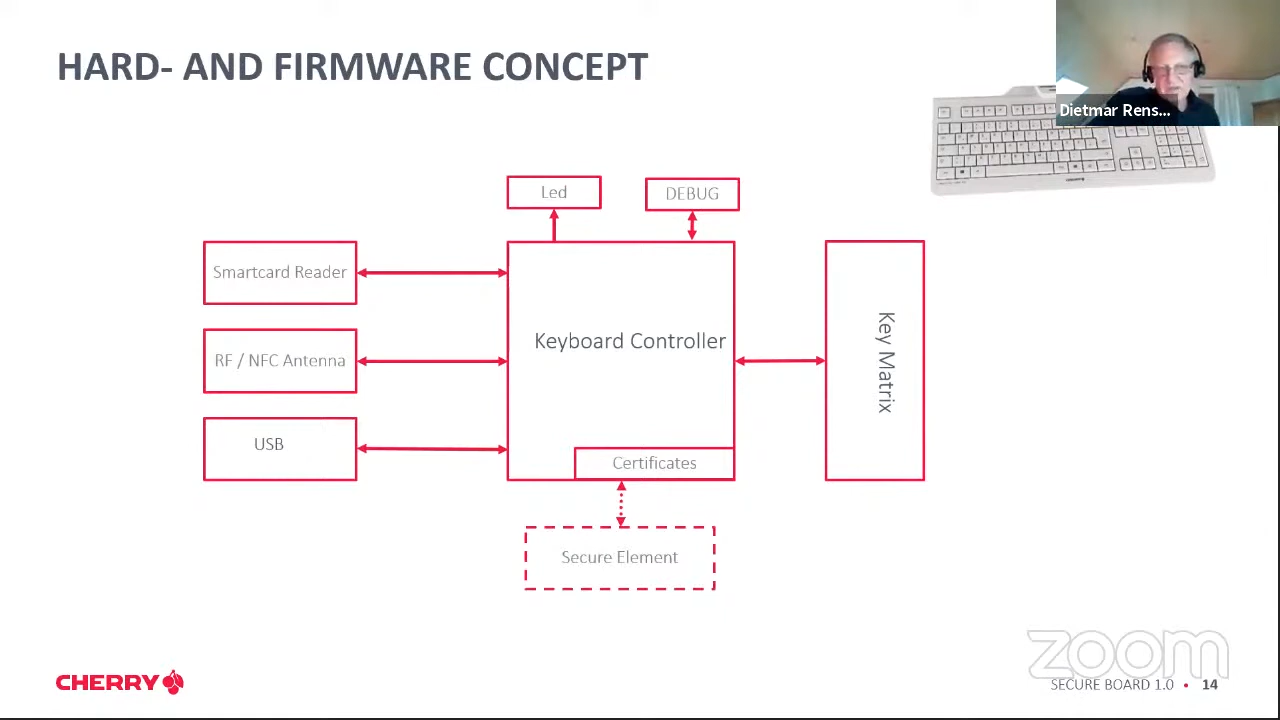 HARD- AND FIRMWARE CONCEPT
Dietmar Rens...
CHERRY
Led
DEBUG
Smartcard Reader
RF / NFC Antenna
USB
Keyboard Controller
Certificates
Key Matrix
Secure Element
zoom
CHERRY
SECURE BOARD 1.0 • 14